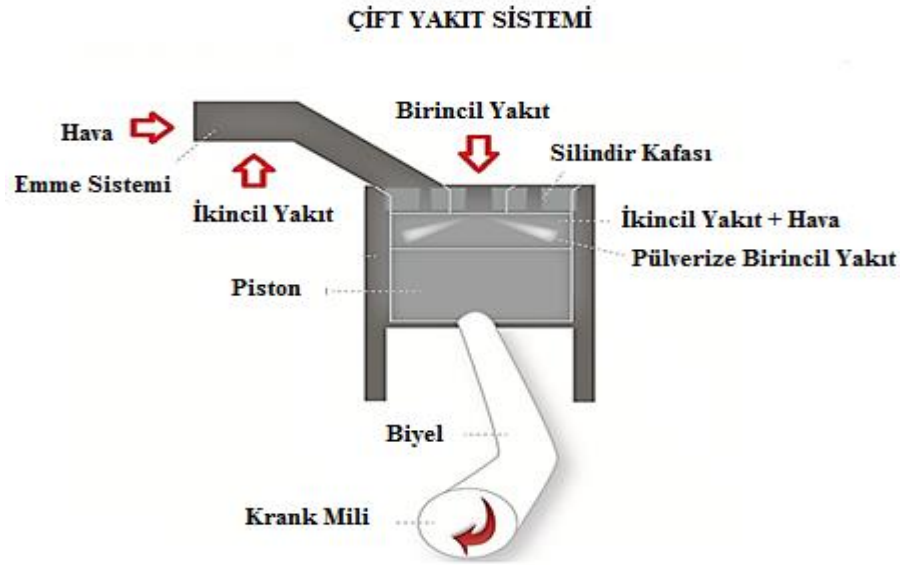 ÇİFT YAKIT SİSTEMİ
Birincil Yakıt
Hava
Silindir Kafası
Emme Sistemi
İkincil Yakıt
İkincil Yakıt + Hava
Pülverize Birincil Yakıt
Piston
Biyel
Krank Mili